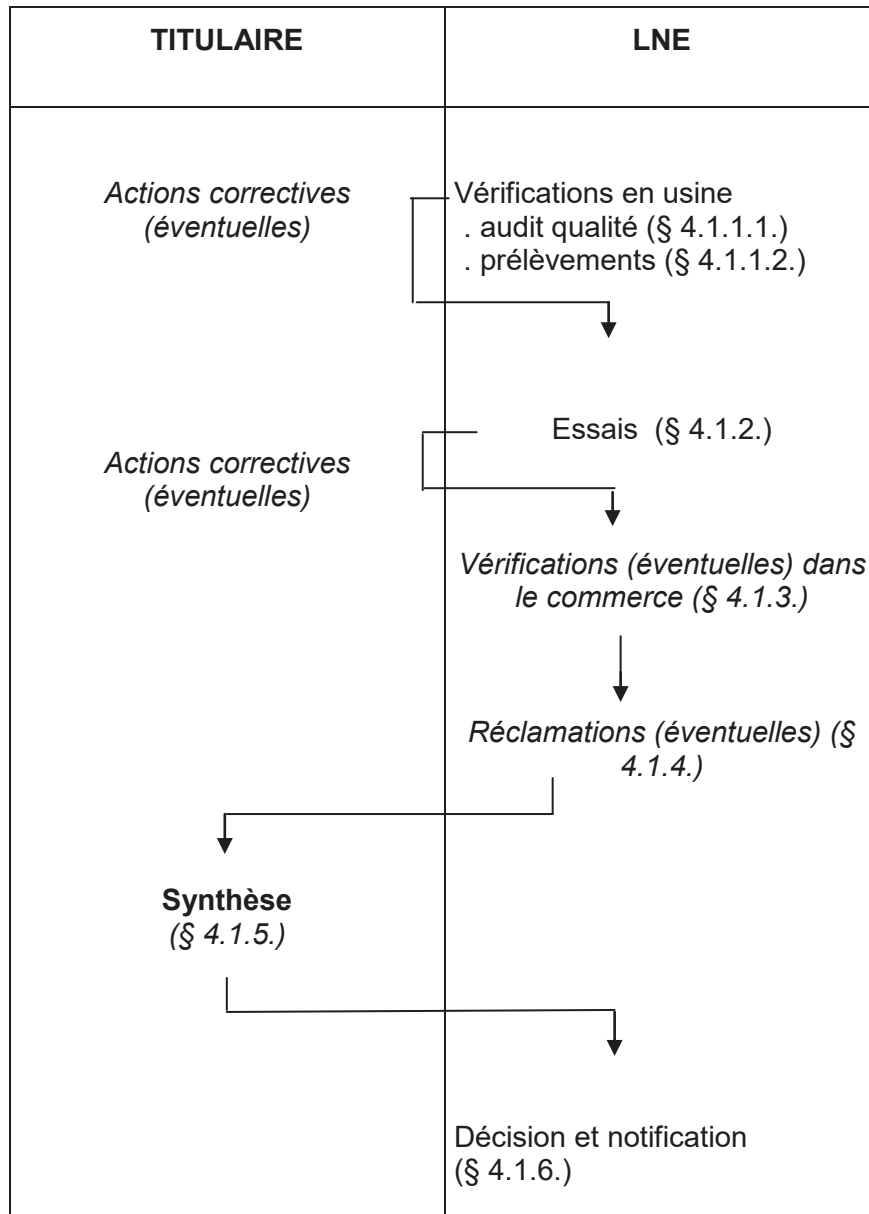 TITULAIRE
LNE
Actions correctives
(éventuelles)
Vérifications en usine
. audit qualité (§ 4.1.1.1.)
. prélèvements (§ 4.1.1.2.)
Essais (§ 4.1.2.)
Actions correctives
(éventuelles)
Vérifications (éventuelles) dans
le commerce (§ 4.1.3.)
Réclamations (éventuelles) (§
4.1.4.)
Synthèse
(§ 4.1.5.)
Décision et notification
(§ 4.1.6.)